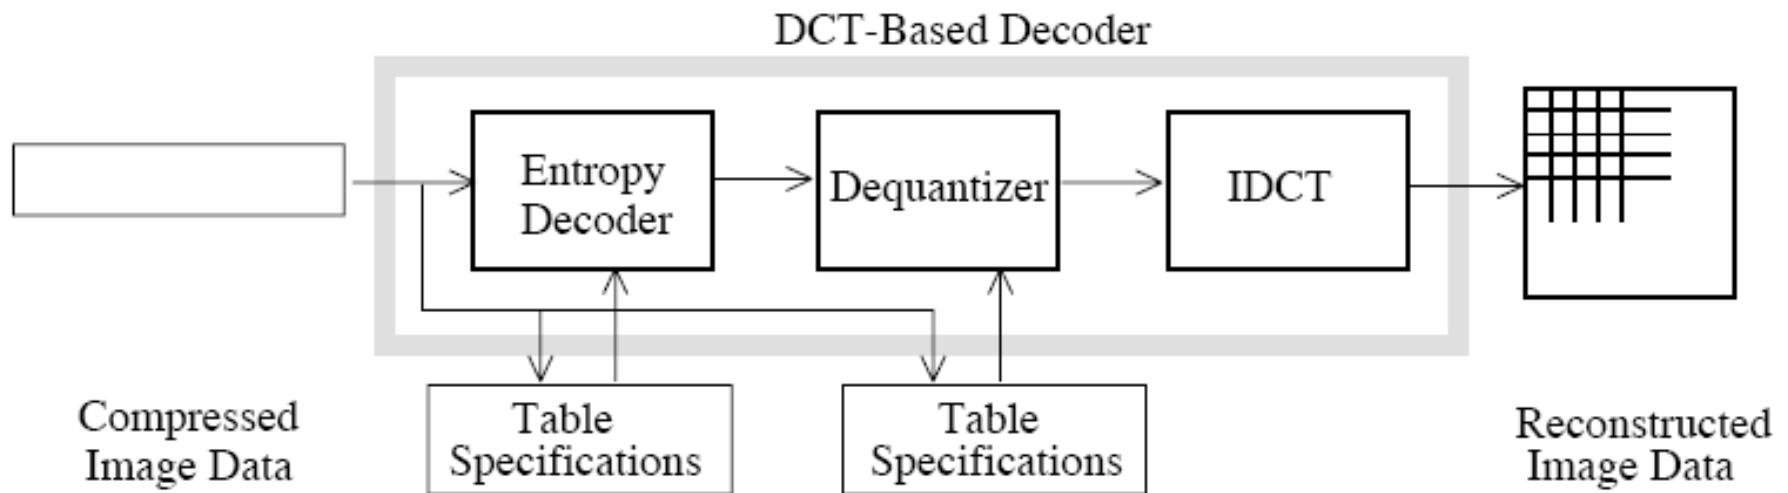 DCT-Based Decoder
Entropy
Decoder
Dequantizer
IDCT
Compressed
Image Data
Table
Specifications
Table
Specifications
Reconstructed
Image Data